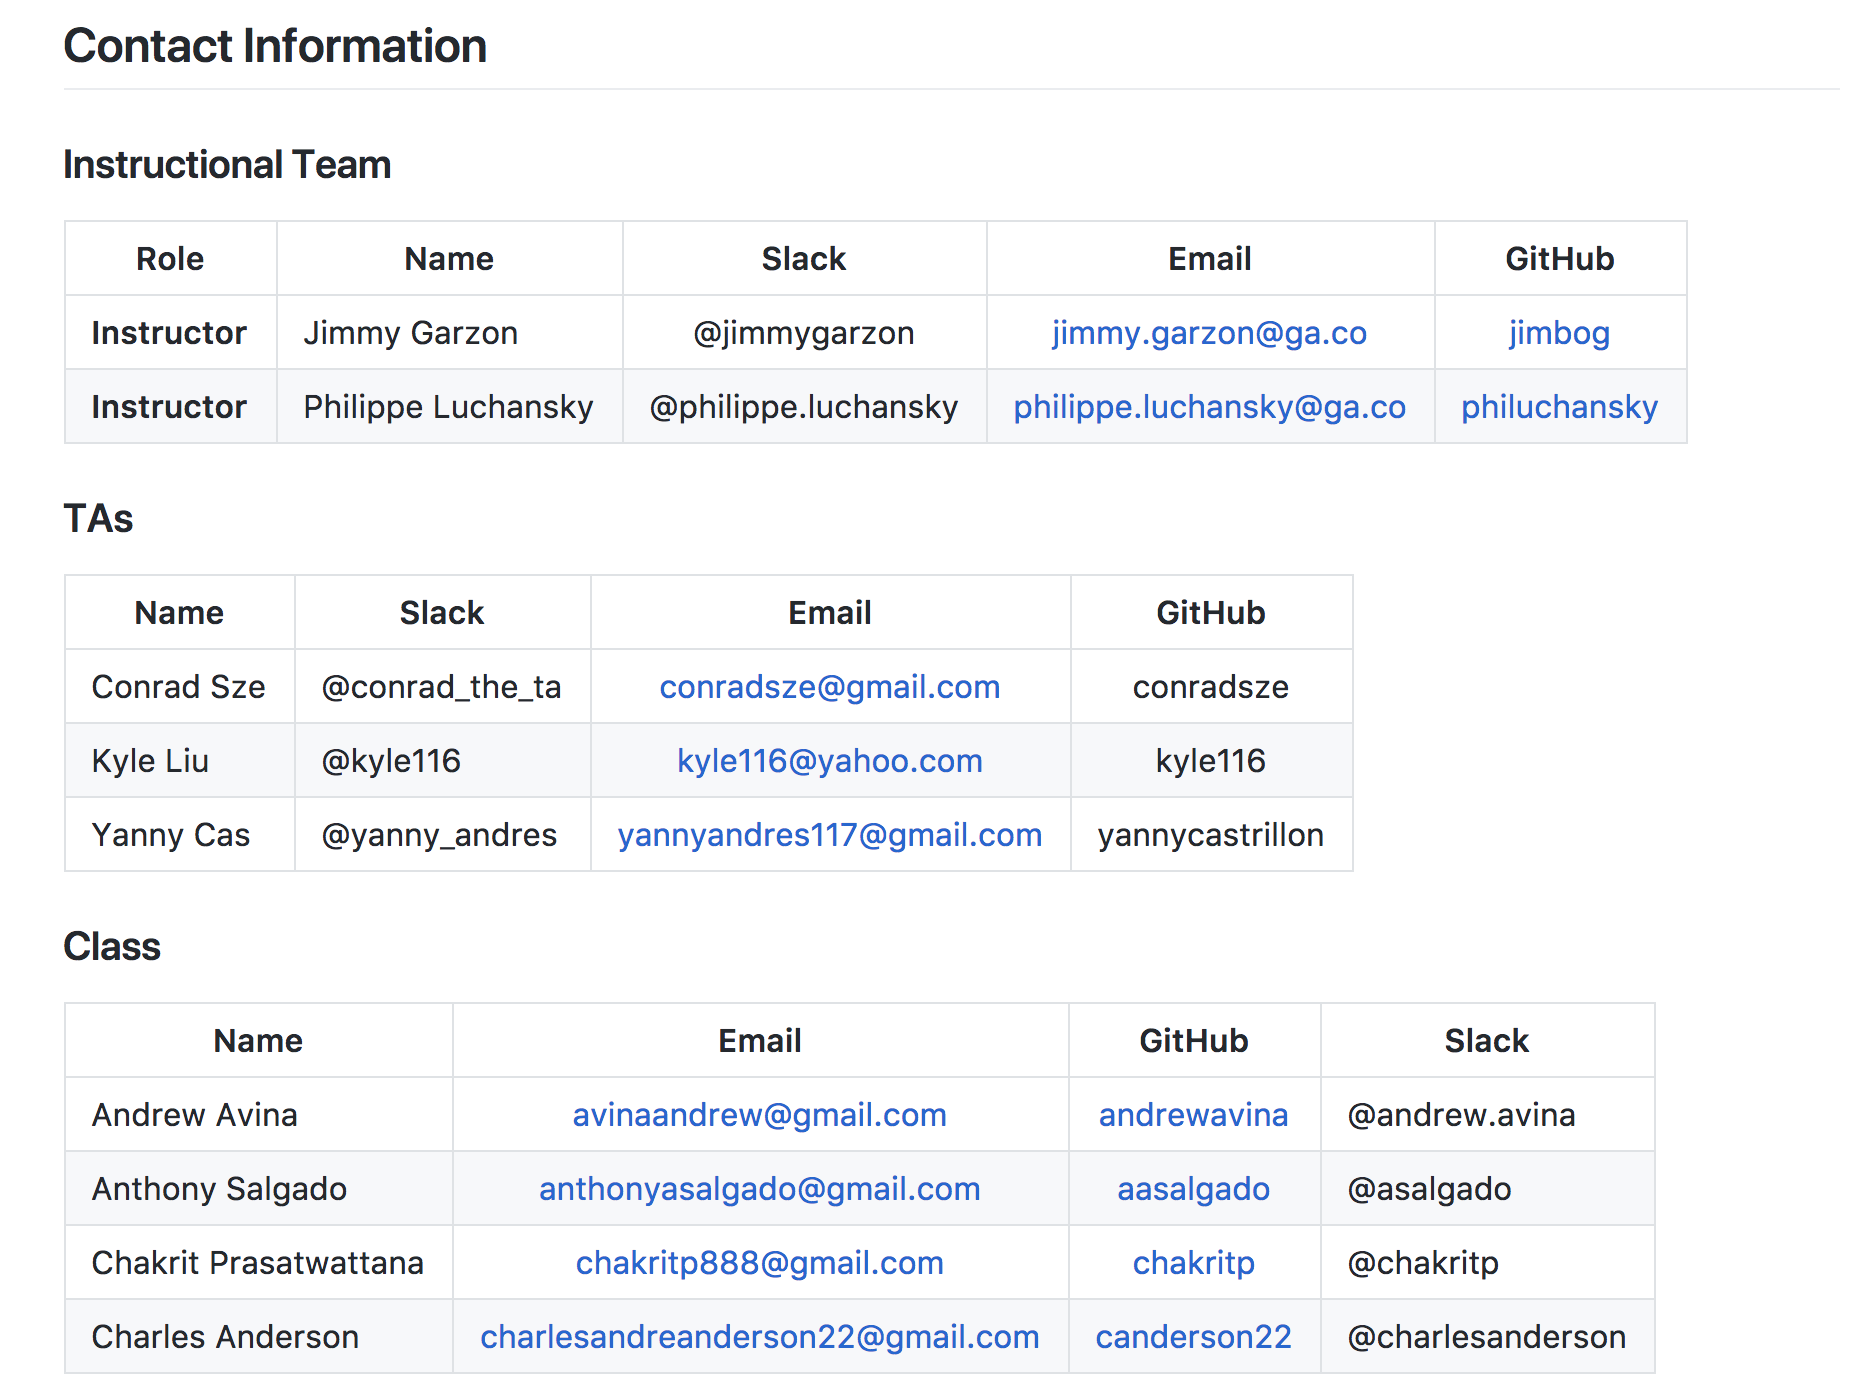 Contact Information
Instructional Team
Role Name Slack Email GitHub
Instructor Jimmy Garzon @jimmygarzon jimmy.garzon@ga.co jimbog
Instructor Philippe Luchansky @philippe.luchansky philippe.luchansky@ga.co philuchansky
TAs
Name Slack Email GitHub
Conrad Sze @conrad_the_ta conradsze@gmail.com conradsze
Kyle Liu @kyle116 kyle116@yahoo.com kyle116
Yanny Cas @yanny_andres yannyandres117@gmail.com yannycastrillon
Class
Name Email GitHub Slack
Andrew Avina avinaandrew@gmail.com andrewavina @andrew.avina
Anthony Salgado anthonyasalgado@gmail.com aasalgado @asalgado
Chakrit Prasatwattana chakritp888@gmail.com chakritp @chakritp
Charles Anderson charlesandreanderson22@gmail.com canderson22 @charlesanderson